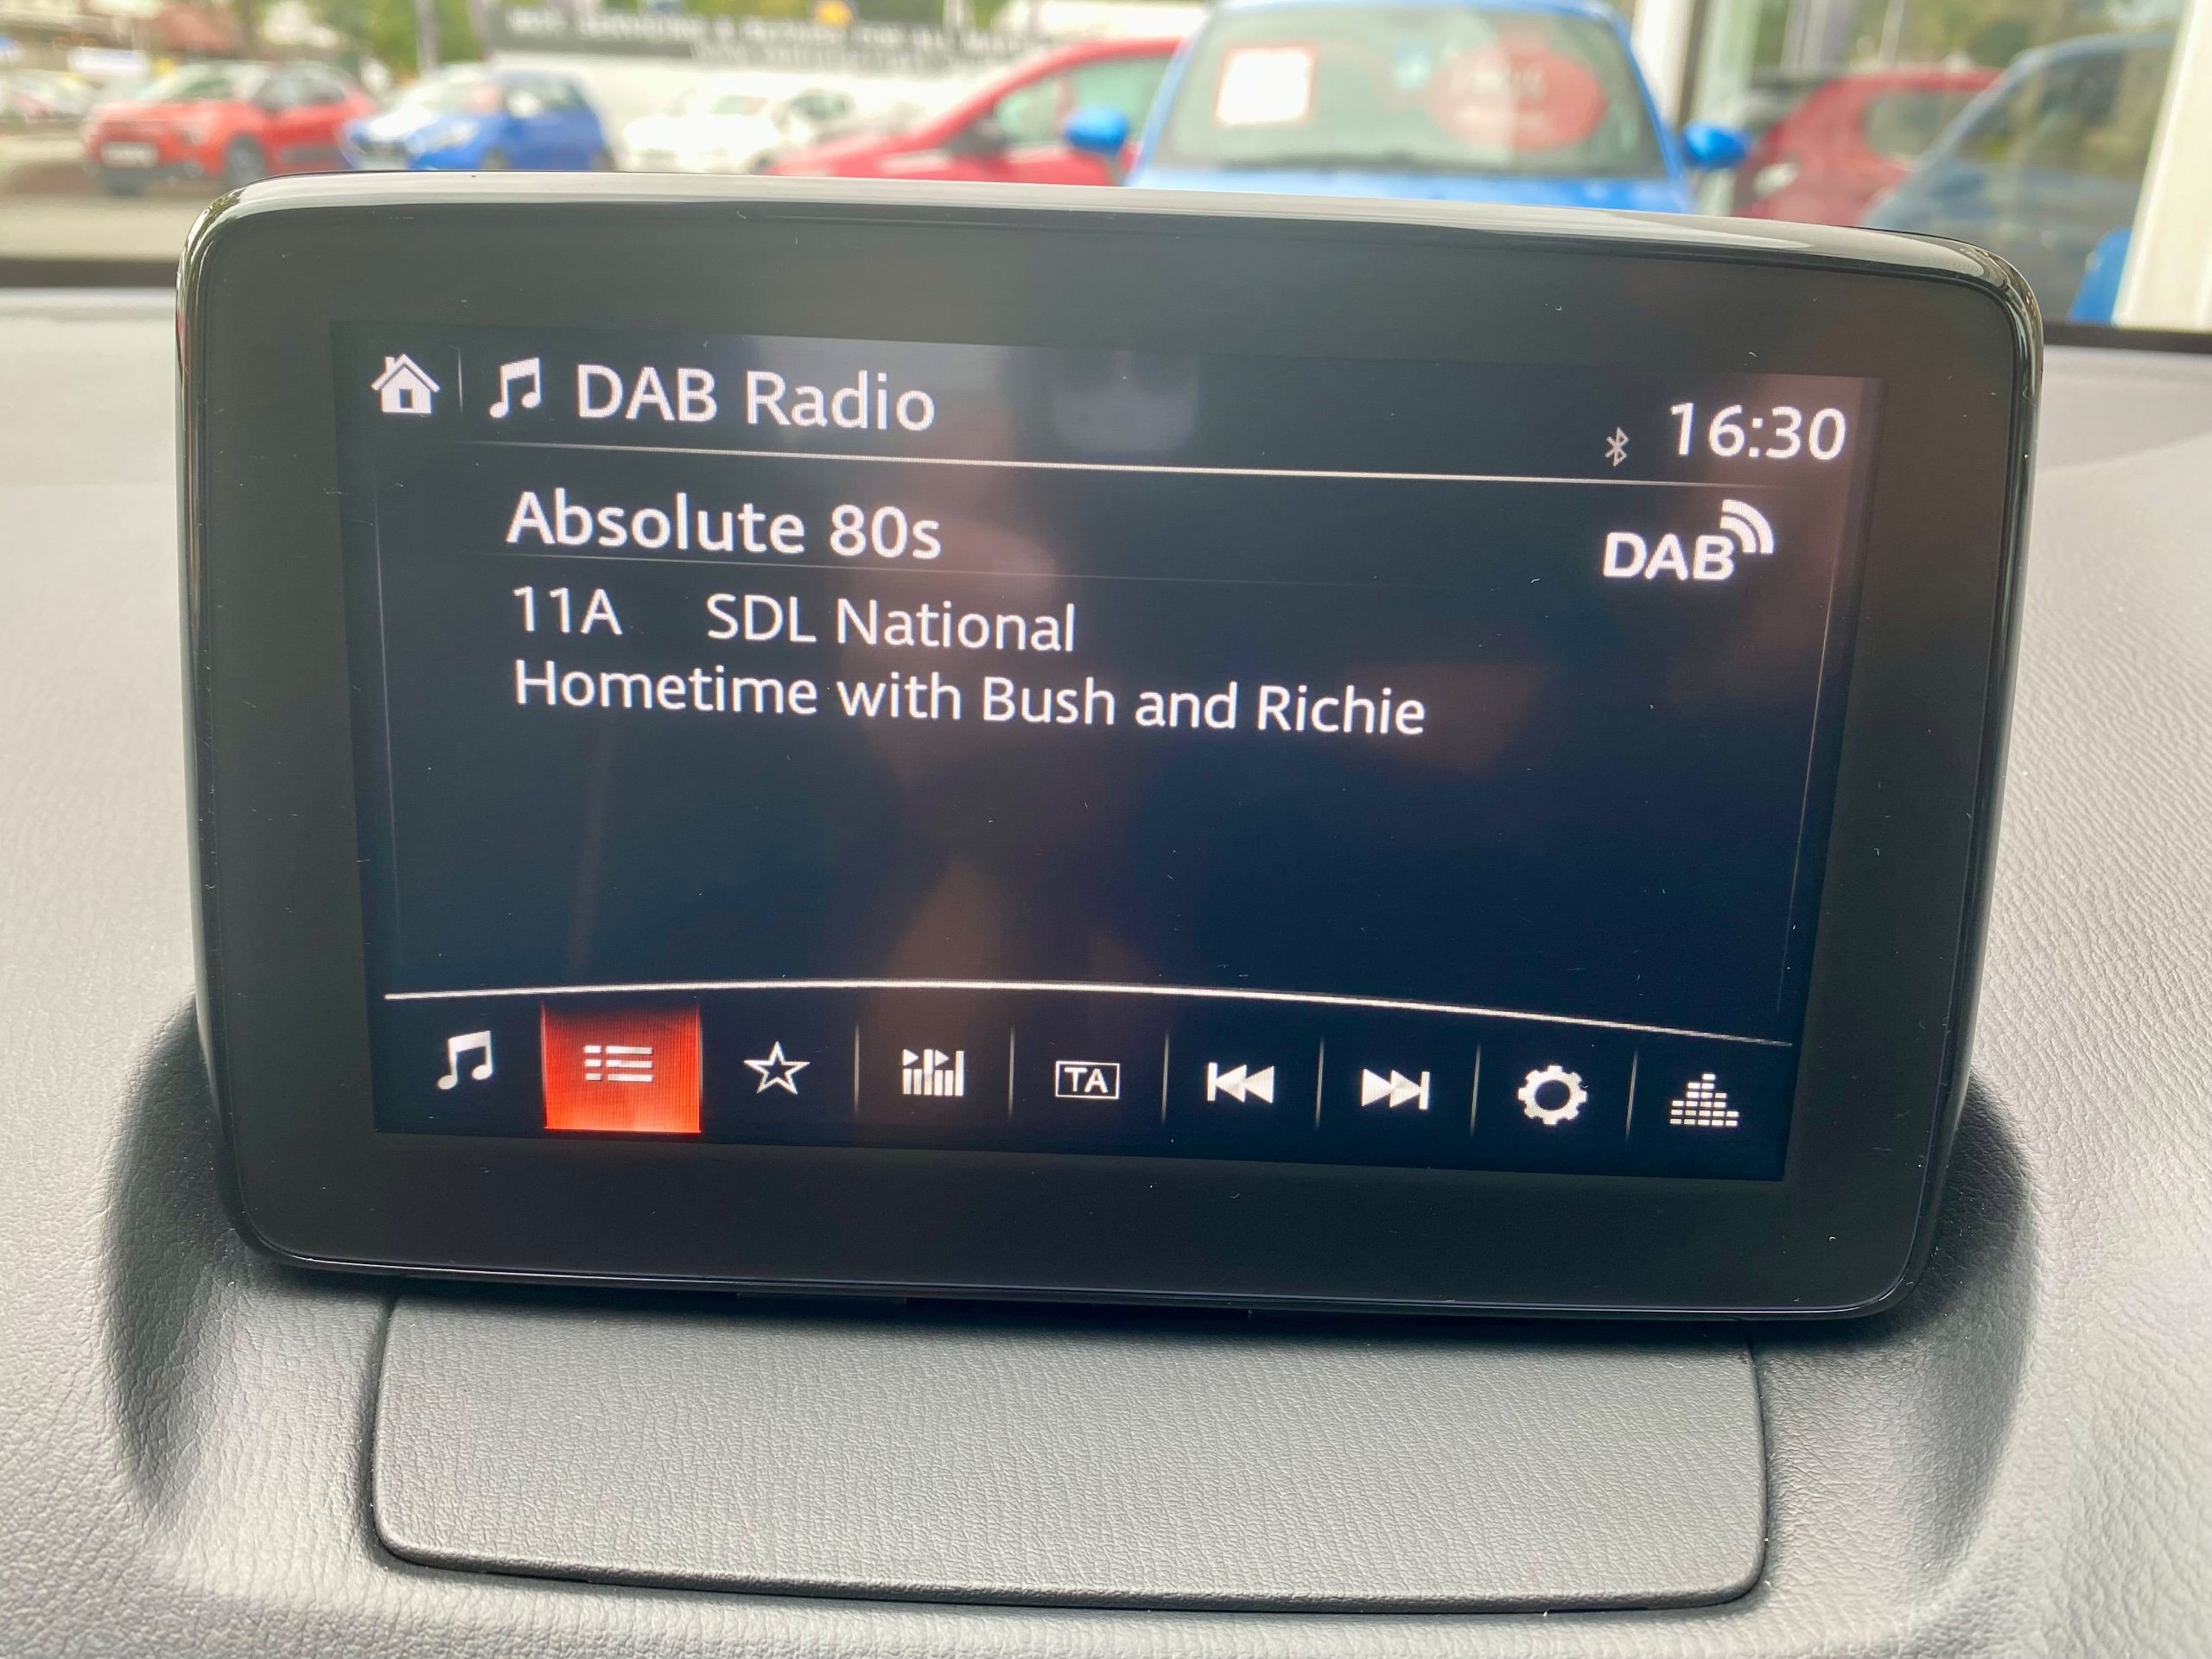 DAB Radio
16:30
Absolute 80s
DAB
11A SDL National
Hometime with Bush and Richie
TA